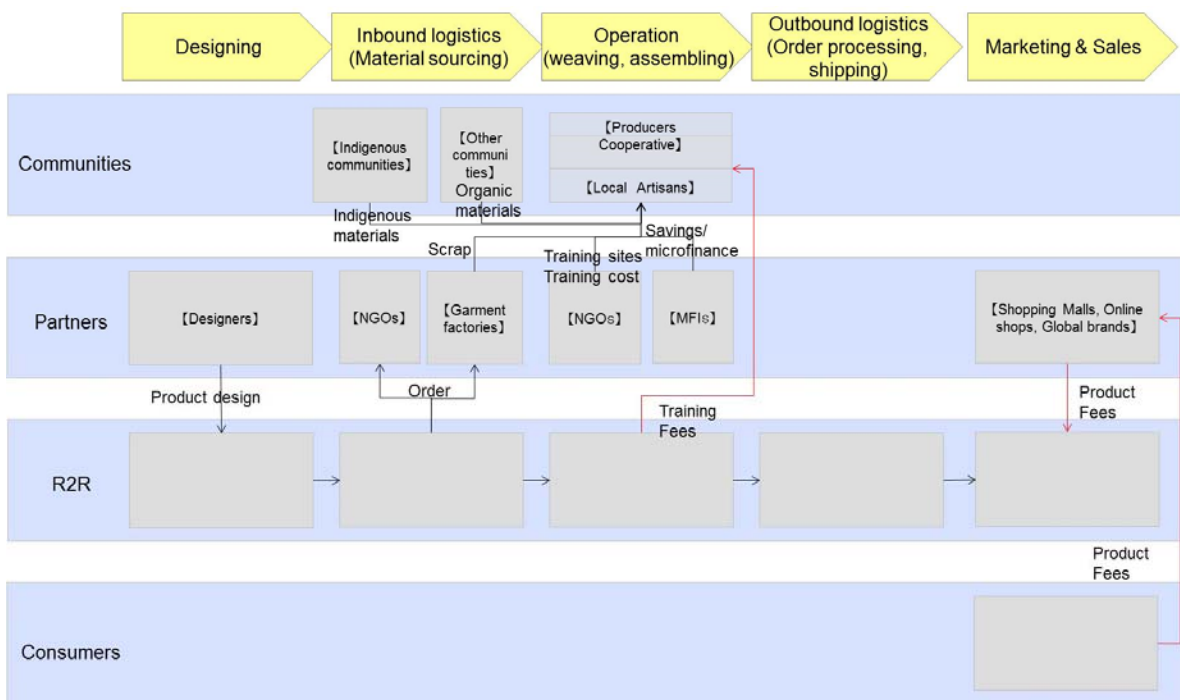 Designing
Inbound logistics
(Material sourcing)
Operation
(weaving, assembling)
Outbound logistics
(Order processing,
shipping)
Marketing & Sales
Communities
【Indigenous
communities】
【Other
communi
ties】
【Producers
Cooperative】
【Local Artisans】
Indigenous
materials
Organic
materials
Scrap
Training sites
Training cost
Savings/
microfinance
Partners
【Designers】
【NGOs】
【Garment
factories】
【NGOs】
【MFIs】
【Shopping Malls, Online
shops, Global brands】
Product design
Order
Training
Fees
Product
Fees
R2R
Product
Fees
Consumers